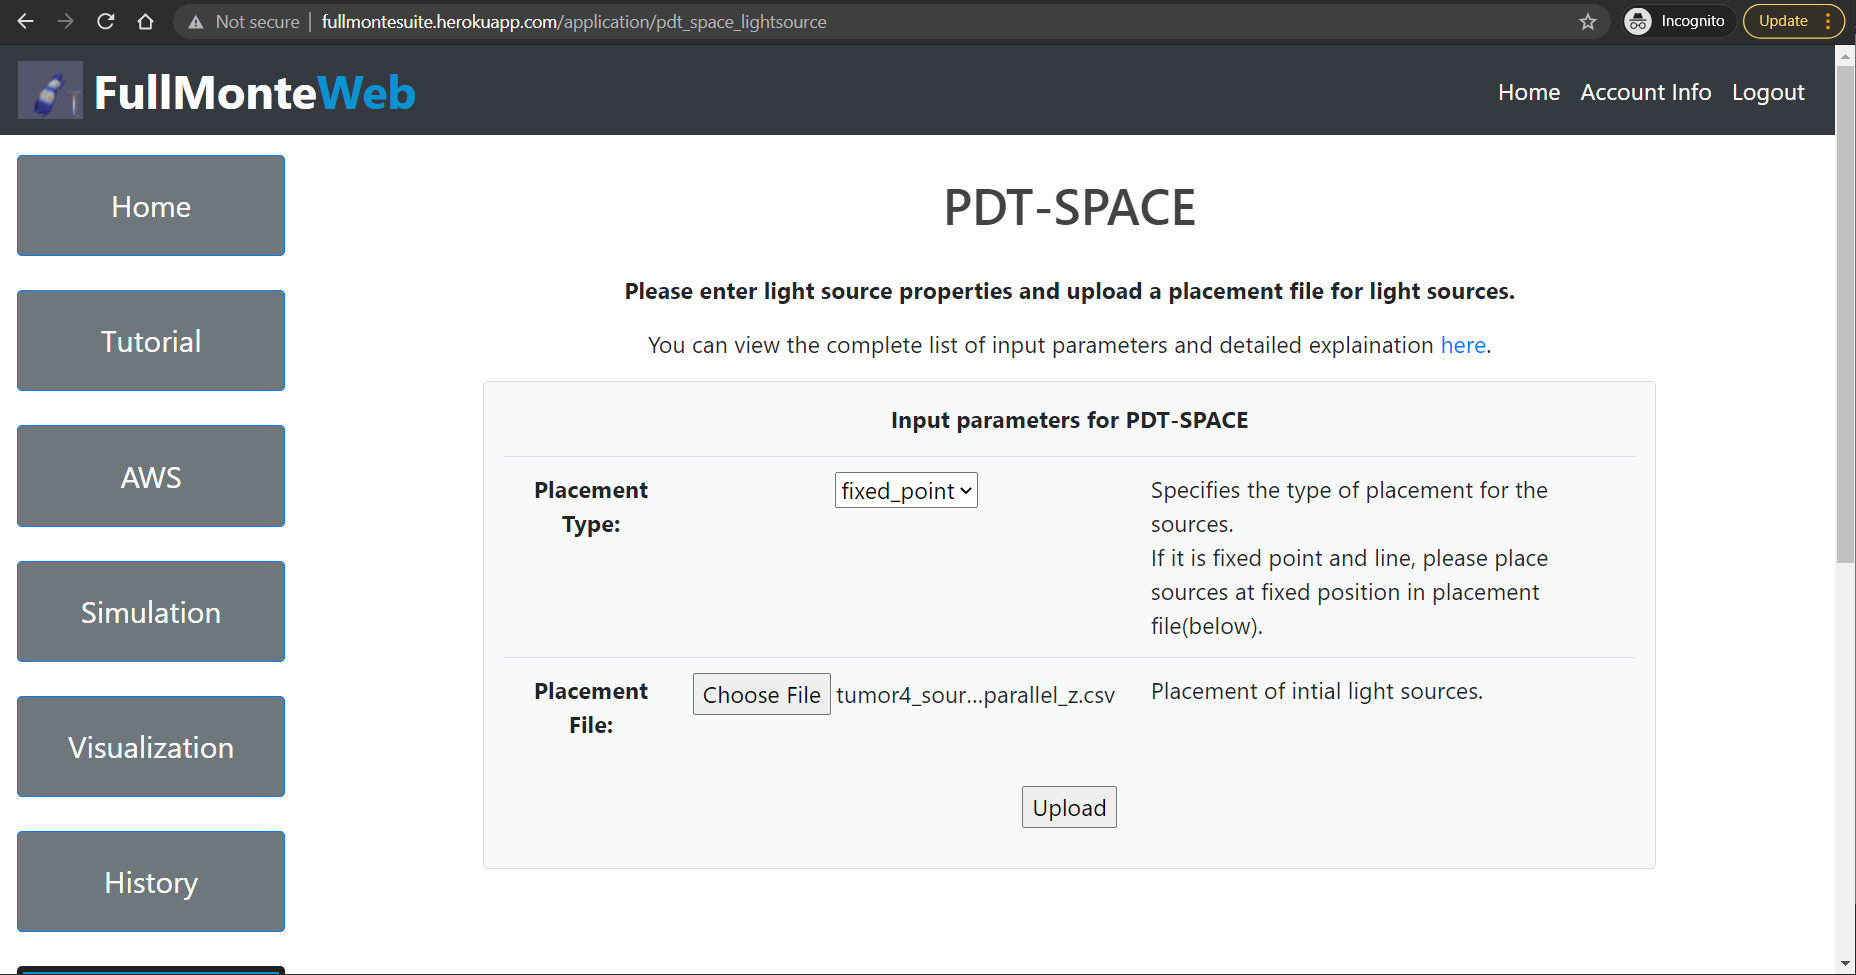 Not secure | fullmontesuite.herokuapp.com/application/pdt_space_lightsource
Incognito
Update
FullMonteWeb
Home
Account Info
Logout
Home
Tutorial
AWS
Simulation
Visualization
History
PDT-SPACE
Please enter light source properties and upload a placement file for light sources.
You can view the complete list of input parameters and detailed explaination here.
Input parameters for PDT-SPACE
Placement
Type:
fixed_point
Specifies the type of placement for the
sources.
If it is fixed point and line, please place
sources at fixed position in placement
file(below).
Placement
File:
Choose File
tumor4_sour...parallel_z.csv
Placement of intial light sources.
Upload